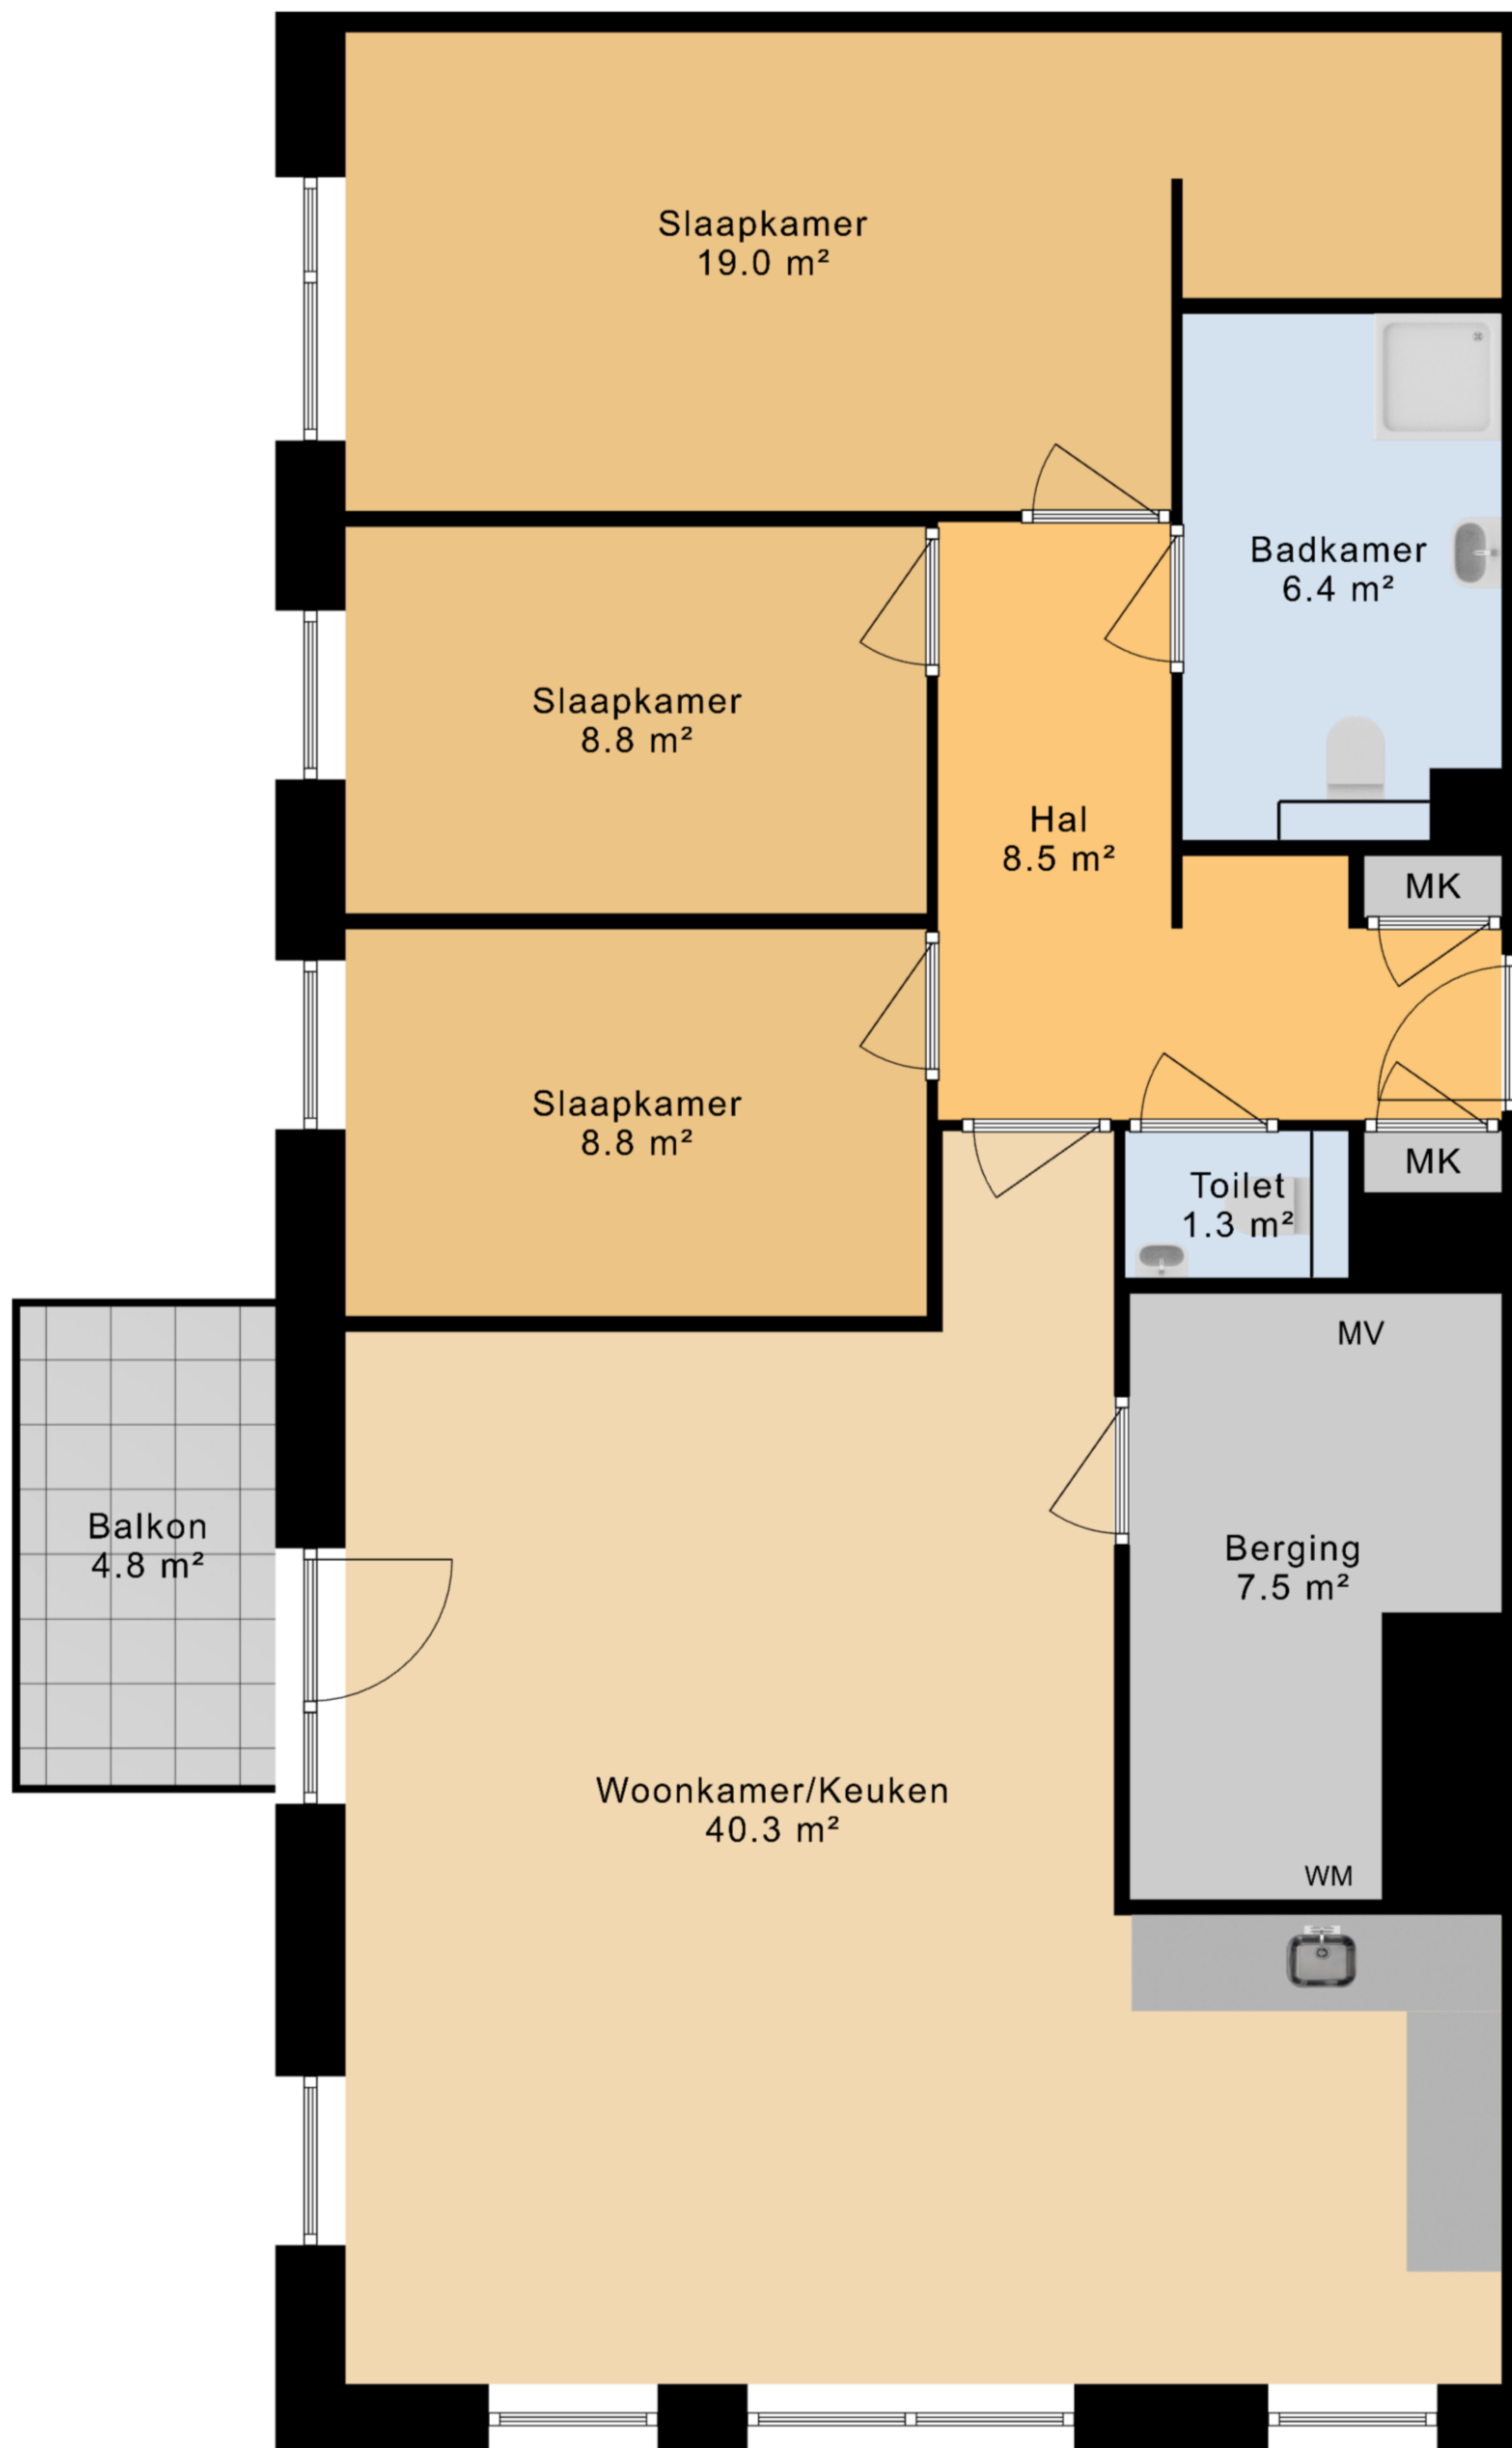 Slaapkamer
19.0 m²
Badkamer
6.4 m²
Slaapkamer
8.8 m²
Hal
8.5 m²
MK
Slaapkamer
8.8 m²
MK
Toilet
1.3 m²
MV
Balkon
4.8 m²
Berging
7.5 m²
Woonkamer/Keuken
40.3 m²
WM